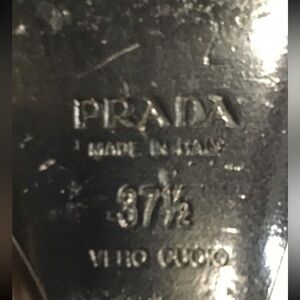 PRADA
MADE IN ITALY
37½
VERO CUOIO